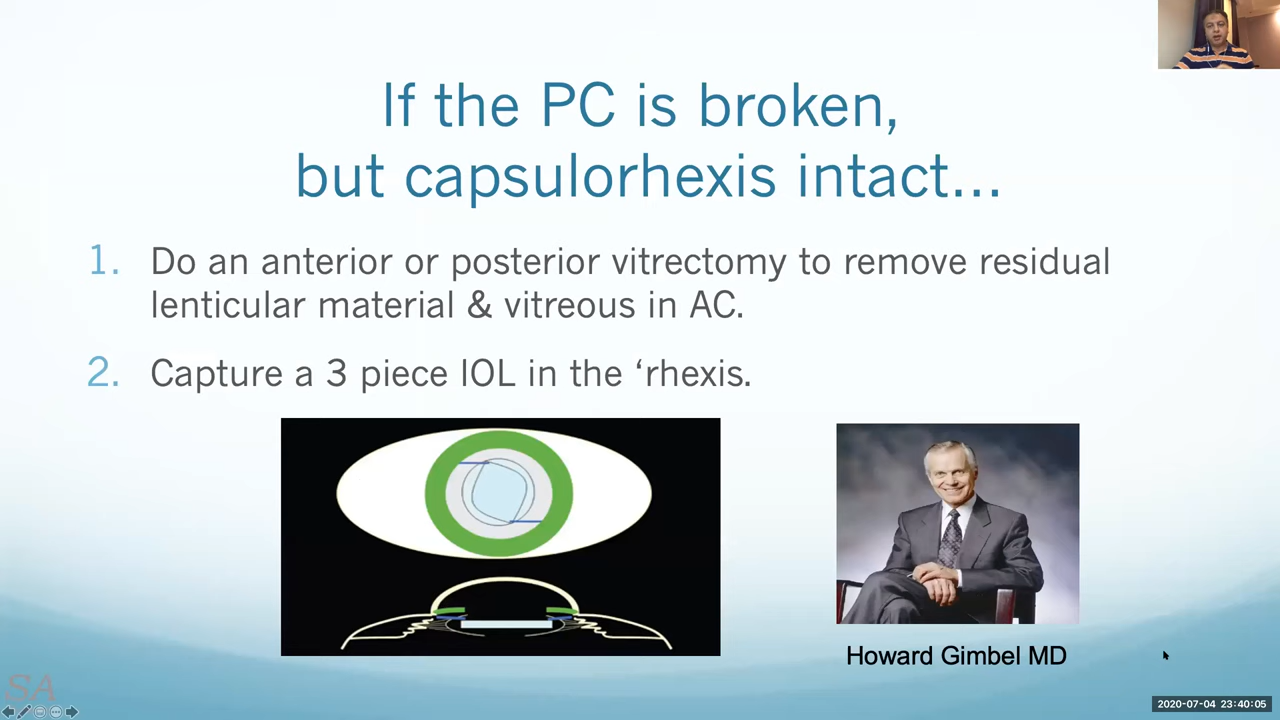 If the PC is broken,
but capsulorhexis intact...
1. Do an anterior or posterior vitrectomy to remove residual
lenticular material & vitreous in AC.
2. Capture a 3 piece IOL in the ‘rhexis.
Howard Gimbel MD
SA
2020-07-04 23:40:05